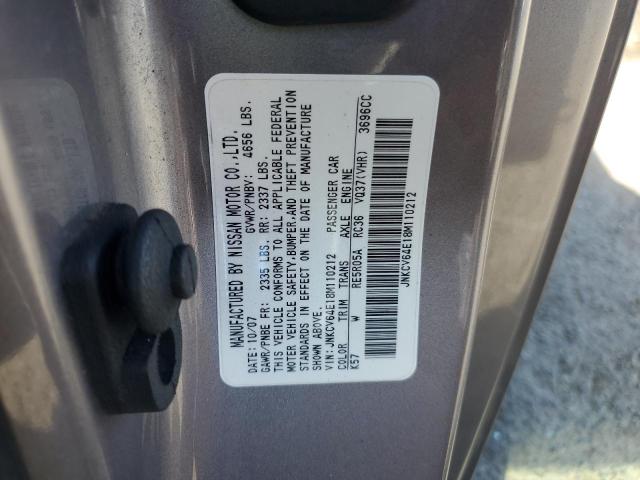 MANUFACTURED BY NISSAN MOTOR CO.,LTD.
DATE: 10/07 GVWR/PNBV: 4656 LBS.
GAWR/PNBE FR: 2335 LBS. RR: 2337 LBS.
THIS VEHICLE CONFORMS TO ALL APPLICABLE FEDERAL
MOTOR VEHICLE SAFETY,BUMPER,AND THEFT PREVENTION
STANDARDS IN EFFECT ON THE DATE OF MANUFACTURE
SHOWN ABOVE.
VIN: JNKCV64E18M110212 PASSENGER CAR
COLOR TRIM TRANS AXLE ENGINE
K57 W RE5R05A RC36 VQ37(VHR) 3696CC
JNKCV64E18M110212